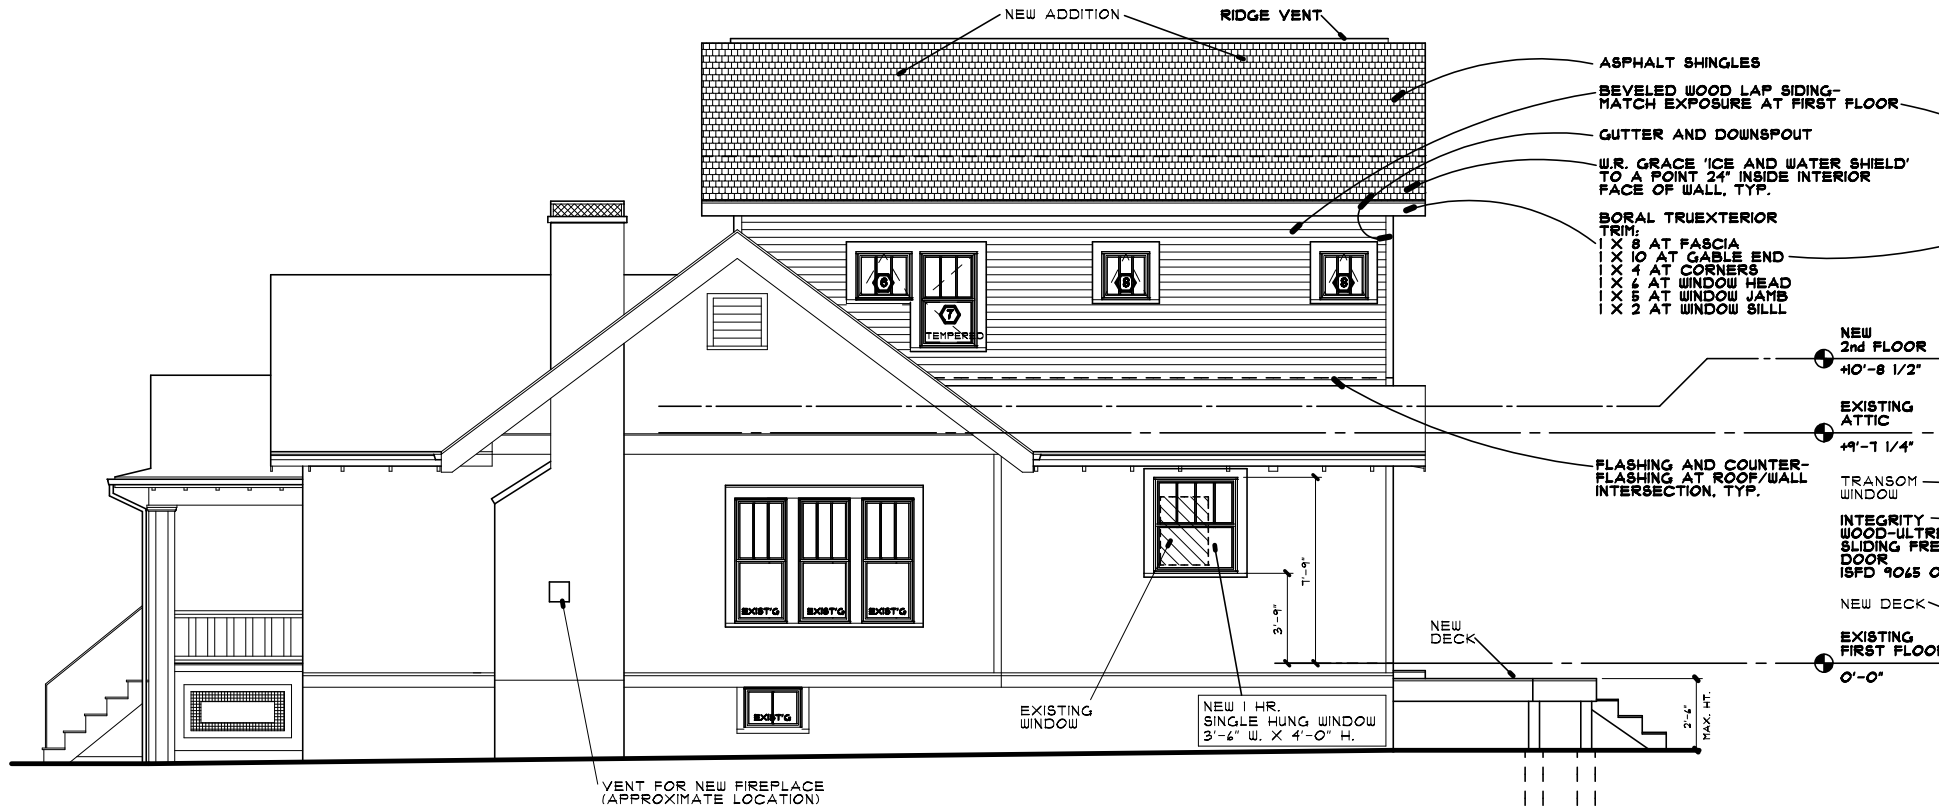 NEW ADDITION
RIDGE VENT
ASPHALT SHINGLES
BEVELED WOOD LAP SIDING-
MATCH EXPOSURE AT FIRST FLOOR
GUTTER AND DOWNSPOUT
W.R. GRACE 'ICE AND WATER SHIELD'
TO A POINT 24" INSIDE INTERIOR
FACE OF WALL, TYP.
BORAL TRUEXTERIOR
TRIM:
1 X 8 AT FASCIA
1 X 10 AT GABLE END
1 X 4 AT CORNERS
1 X 6 AT WINDOW HEAD
1 X 5 AT WINDOW JAMB
1 X 2 AT WINDOW SILLL
6
7
TEMPERED
NEW
2nd FLOOR
+10'-8 1/2"
EXISTING
ATTIC
+9'-7 1/4"
FLASHING AND COUNTER-
FLASHING AT ROOF/WALL
INTERSECTION, TYP.
TRANSOM
WINDOW
INTEGRITY
WOOD-ULTRE
SLIDING FRE
DOOR
ISFD 9065 O
NEW DECK
EXISTING
FIRST FLOOR
0'-0"
7'-9"
3'-9"
EXIST'G
EXIST'G
EXIST'G
EXIST'G
NEW
DECK
2'-6"
MAX. HT.
EXISTING
WINDOW
NEW 1 HR.
SINGLE HUNG WINDOW
3'-6" W. X 4'-0" H.
VENT FOR NEW FIREPLACE
(APPROXIMATE LOCATION)